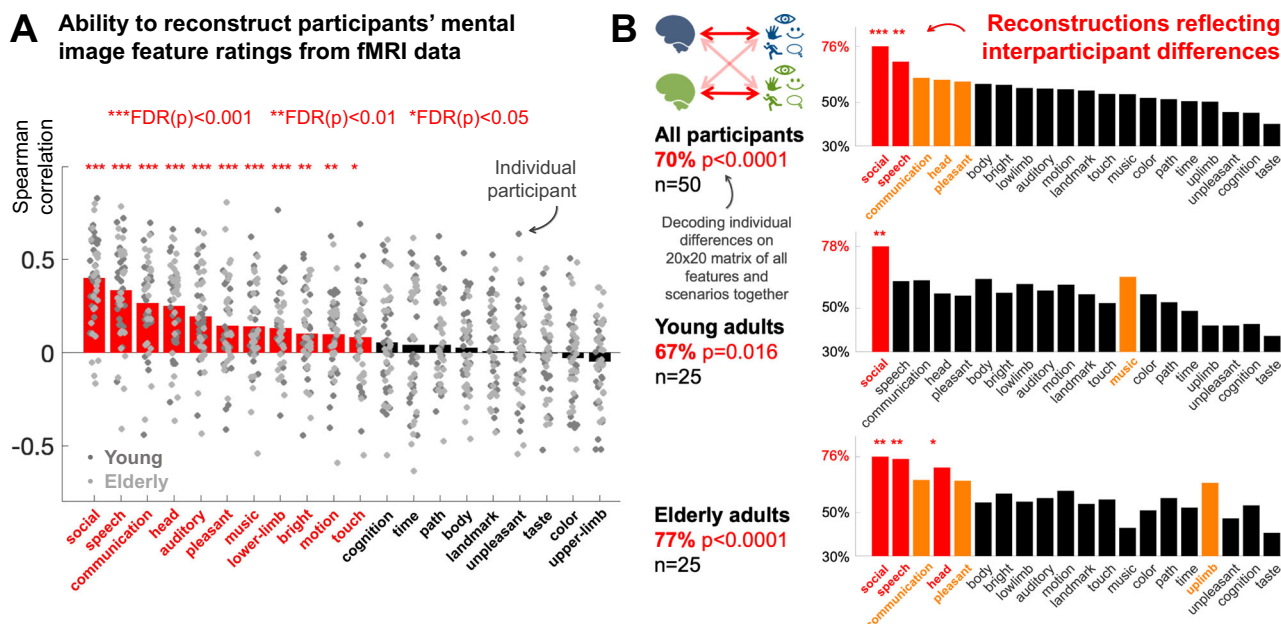 A Ability to reconstruct participants' mental
image feature ratings from fMRI data
***FDR(p)<0.001 **FDR(p)<0.01 *FDR(p)<0.05
Spearman
correlation
*** *** *** *** *** *** *** *** ** ** *
Individual
participant
0.5
0
-0.5
Young
Elderly
social
speech
communication
head
auditory
pleasant
music
lower-limb
bright
motion
touch
cognition
time
path
body
landmark
unpleasant
taste
color
upper-limb
B
Reconstructions reflecting
interparticipant differences
All participants
70% p<0.0001
n=50
Decoding individual
differences on
20x20 matrix of all
features and
scenarios together
76%
50%
30%
*** **
social
speech
communication
head
pleasant
body
bright
lowlimb
auditory
motion
landmark
touch
music
color
path
time
uplimb
unpleasant
cognition
taste
Young adults
67% p=0.016
n=25
78%
50%
30%
**
social
speech
communication
head
pleasant
body
bright
lowlimb
auditory
motion
landmark
touch
music
color
path
time
uplimb
unpleasant
cognition
taste
Elderly adults
77% p<0.0001
n=25
76%
50%
30%
** ** *
social
speech
communication
head
pleasant
body
bright
lowlimb
auditory
motion
landmark
touch
music
color
path
time
uplimb
unpleasant
cognition
taste